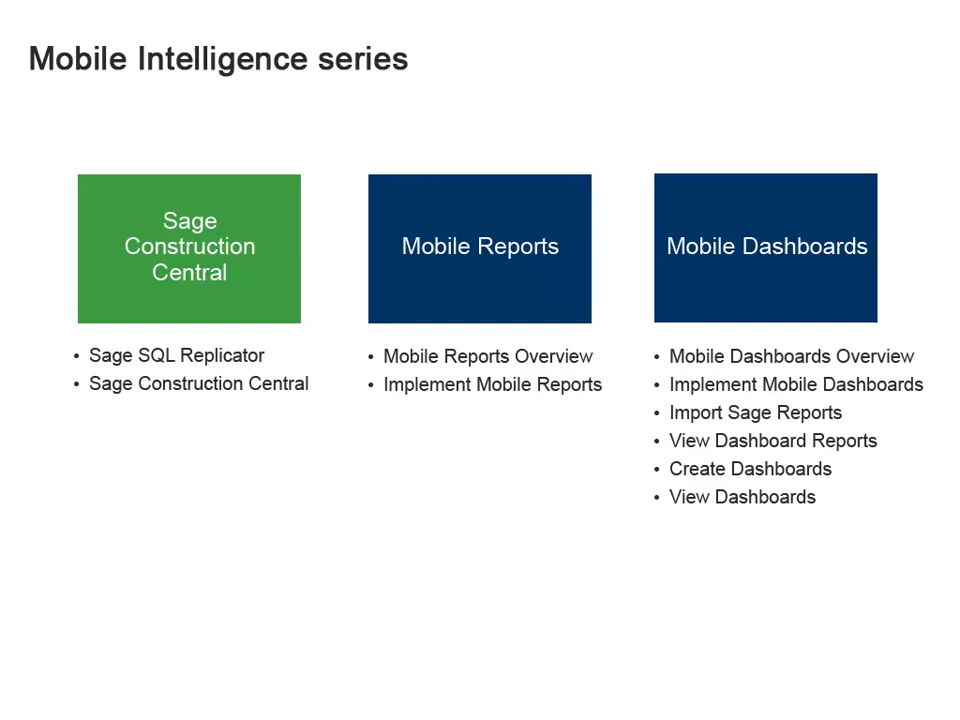 Mobile Intelligence series
Sage
Construction
Central
• Sage SQL Replicator
• Sage Construction Central
Mobile Reports
• Mobile Reports Overview
• Implement Mobile Reports
Mobile Dashboards
• Mobile Dashboards Overview
• Implement Mobile Dashboards
• Import Sage Reports
• View Dashboard Reports
• Create Dashboards
• View Dashboards